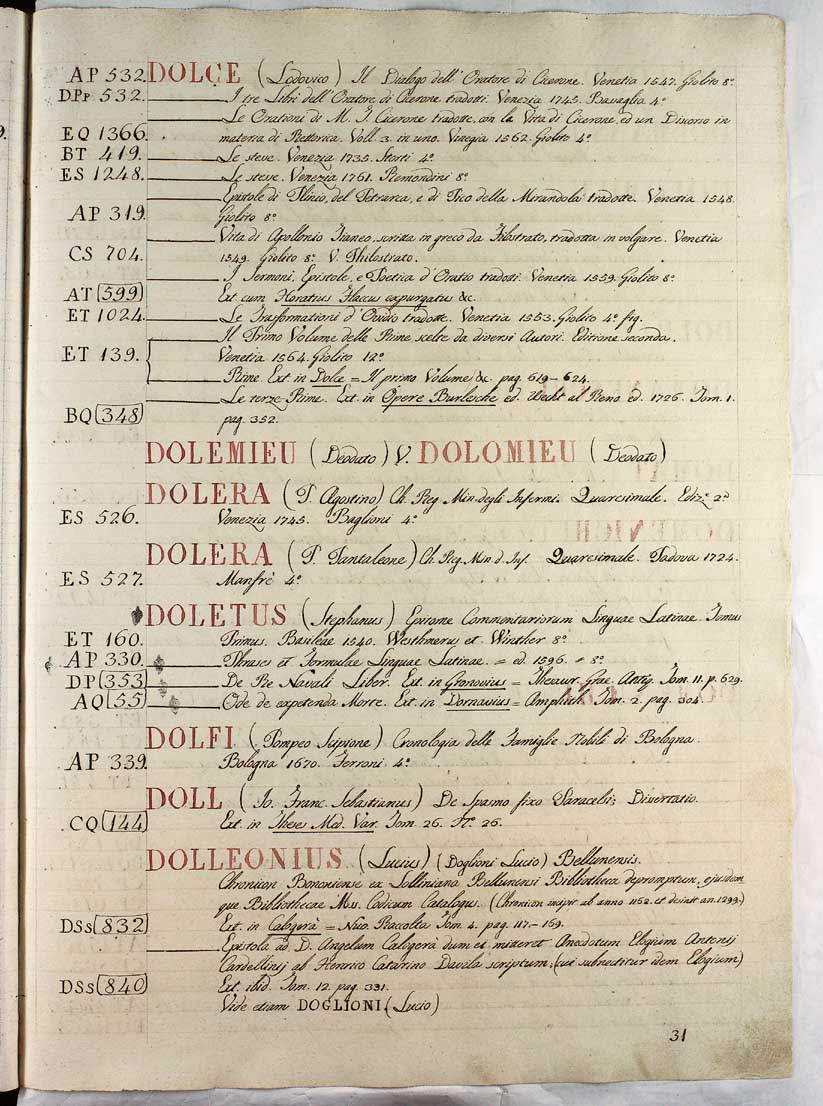 AP 532. DOLCE (Lodovico) Il Dialogo dell'Oratore di Cicerone. Venetia 1547. Giolito 8.º
DPp 532. ——— I tre Libri dell'Oratore di Cicerone tradotti. Venezia 1745. Bassaglia 4.º
——— Le Orationi di M. T. Cicerone tradotte, con la Vita di Cicerone, ed un Discorso in
EQ 1366. materia di Rettorica. Voll. 3. in uno. Vinegia 1562. Giolito 4.º
BT 419. ——— Le steve. Venezia 1735. Storti 4.º
ES 1248. ——— Le steve. Venezia 1761. Remondini 8.º
——— Epistole di Plinio, del Petrarca, e di Pico della Mirandola tradotte. Venetia 1548.
AP 319. Giolito 8.º
——— Vita di Apollonio Tianeo, scritta in greco da Filostrato, tradotta in volgare. Venetia
CS 704. 1549. Giolito 8.º V. Philostrato.
——— I Sermoni, Epistole, e Poetica d'Oratio tradotti. Venetia 1559. Giolito 8.º
AT (599) Ext. cum Horatius Flaccus expurgatus &c.
ET 1024. ——— Le Trasformationi d'Ovidio tradotte. Venetia 1553. Giolito 4.º fig.
——— Il Primo Volume delle Rime scelte da diversi Autori. Editione seconda.
ET 139. Venetia 1564. Giolito 12.º
——— Rime. Ext. in Dolce = Il primo Volume &c. pag. 619–624.
——— Le terze Rime. Ext. in Opere Burlesche ed. Utecht al Reno ed. 1726. Tom. 1.
BQ (348) pag. 352.
DOLEMIEU (Deodato) V. DOLOMIEU (Deodato)
DOLERA (P. Agostino) Ch. Reg. Min. degli Infermi. Quaresimale. Ediz.ᵉ 2.ª
ES 526. Venezia 1745. Baglioni 4.º
DOLERA (P. Pantaleone) Ch. Reg. Min. d. Inf. Quaresimale. Padova 1724.
ES 527. Manfrè 4.º
DOLETUS (Stephanus) Epitome Commentariorum Linguae Latinae. Tomus
ET 160. Primus. Basileae 1540. Westhmerus et Winther 8.º
AP 330. ——— Phrases et Formulae Linguae Latinae. = ed. 1596. = 8.º
DP (353) ——— De Re Navali Liber. Ext. in Gronovius = Thesaur. Grae. Antiq. Tom. 11. p. 629.
AQ (55) ——— Ode de expetenda Morte. Ext. in Dornavius = Amphith. Tom. 2. pag. 304.
DOLFI (Pompeo Scipione) Cronologia delle Famiglie Nobili di Bologna.
AP 339. Bologna 1670. Ferroni 4.º
DOLL (Io. Franc. Sebastianus) De Spasmo fixo Paracelsi; Dissertatio.
CQ (144) Ext. in Theses Med. Var. Tom. 26. N.º 26.
DOLLEONIUS (Lucius) (Doglioni Lucio) Bellunensis.
Chronicon Bononiense ex Lolliniana Bellunensi Bibliotheca depromptum, ejusdem
que Bibliothecae Mss. Codicum Catalogus. (Chronicon incipit ab anno 1152. et desinit an. 1299.)
DSs (832) Ext. in Calogerà = Nuo. Raccolta Tom. 4. pag. 117.–159.
——— Epistola ad D. Angelum Calogerà dum ei mitteret Anecdotum Elogium Antonij
Cardellinij ab Henrico Catarino Davila scriptum, (cui subnectitur idem Elogium)
DSs (840) Ext. ibid. Tom. 12. pag. 331.
Vide etiam DOGLIONI (Lucio)
31